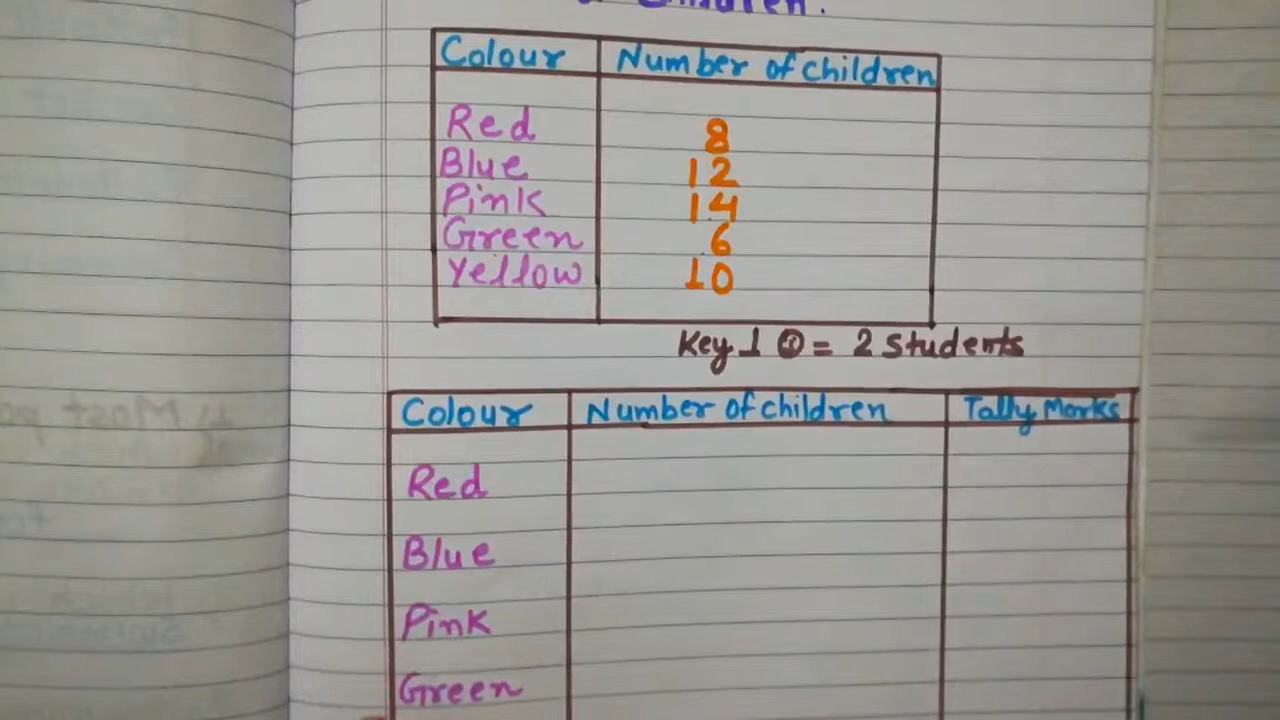 Children.
Colour Number of children
Red 8
Blue 12
Pink 14
Green 6
Yellow 10
Key 1 = 2 Students
Colour Number of children Tally Marks
Red
Blue
Pink
Green